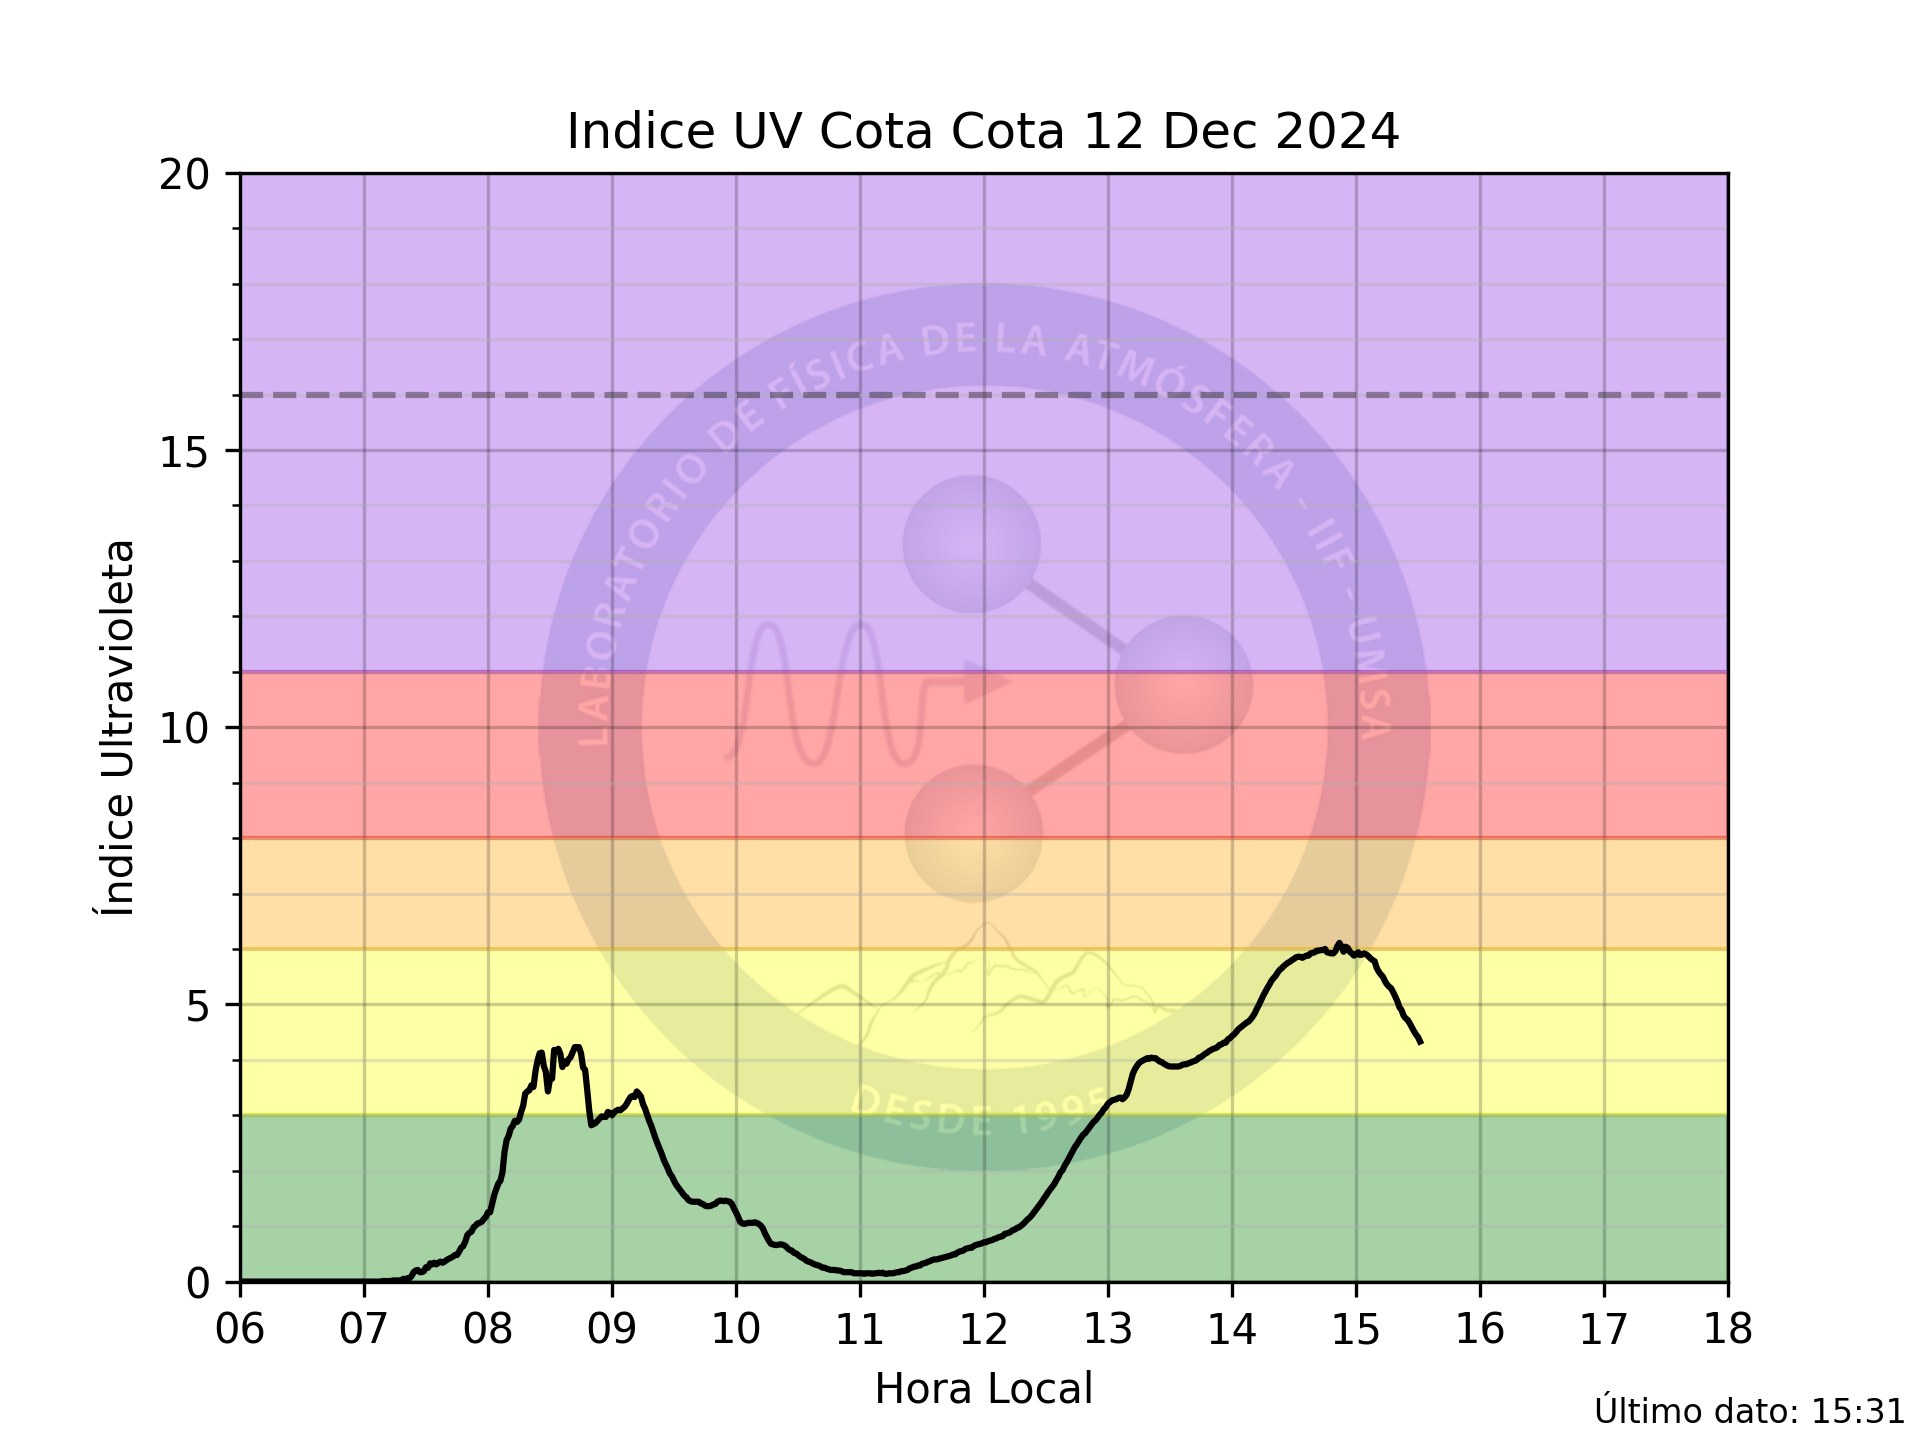 Indice UV Cota Cota 12 Dec 2024
20
15
10
5
0
Índice Ultravioleta
LABORATORIO DE FÍSICA DE LA ATMÓSFERA - IIF - UMSA
DESDE 1995
06 07 08 09 10 11 12 13 14 15 16 17 18
Hora Local
Último dato: 15:31